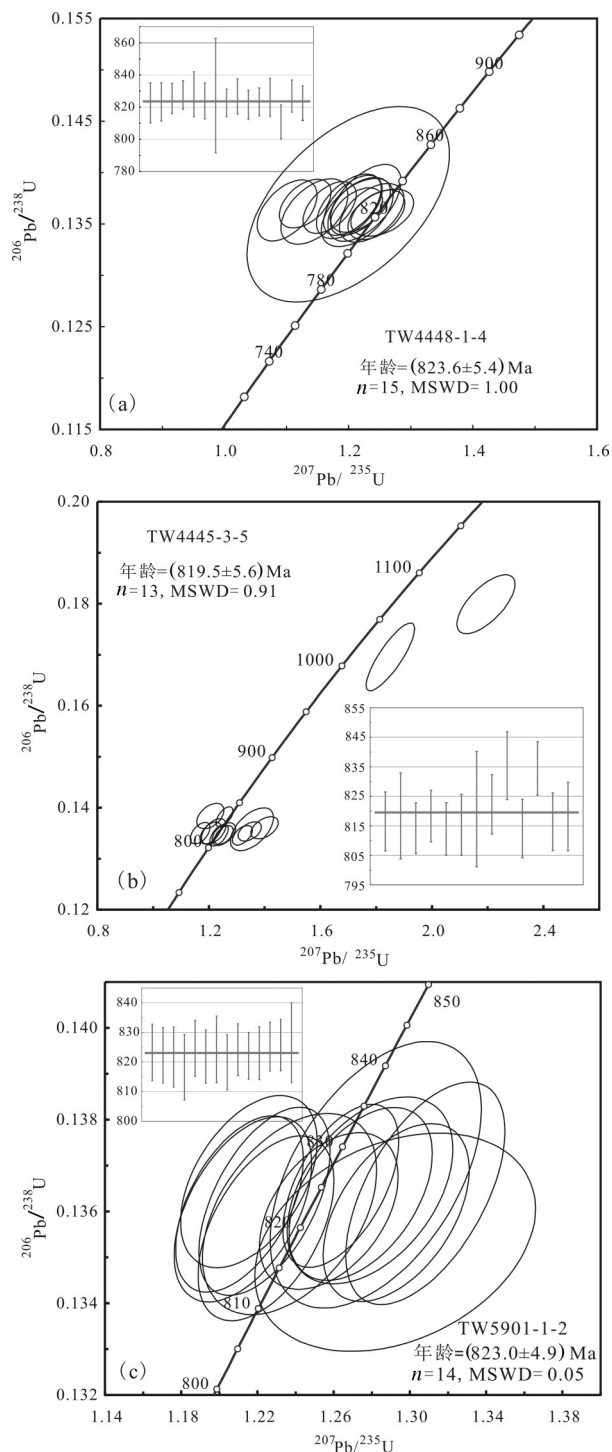 0.155
0.145
0.135
0.125
0.115
206Pb/238U
860
840
820
800
780
900
860
820
780
740
TW4448-1-4
年龄=(823.6±5.4)Ma
n=15, MSWD=1.00
(a)
0.8 1.0 1.2 1.4 1.6
207Pb/ 235U
0.20
0.18
0.16
0.14
0.12
206Pb/238U
TW4445-3-5
年龄=(819.5±5.6)Ma
n=13, MSWD=0.91
1100
1000
900
800
855
845
835
825
815
805
795
(b)
0.8 1.2 1.6 2.0 2.4
207Pb/ 235U
0.140
0.138
0.136
0.134
0.132
206Pb/238U
840
830
820
810
800
850
840
830
820
810
800
TW5901-1-2
年龄=(823.0±4.9)Ma
n=14, MSWD=0.05
(c)
1.14 1.18 1.22 1.26 1.30 1.34 1.38
207Pb/235U